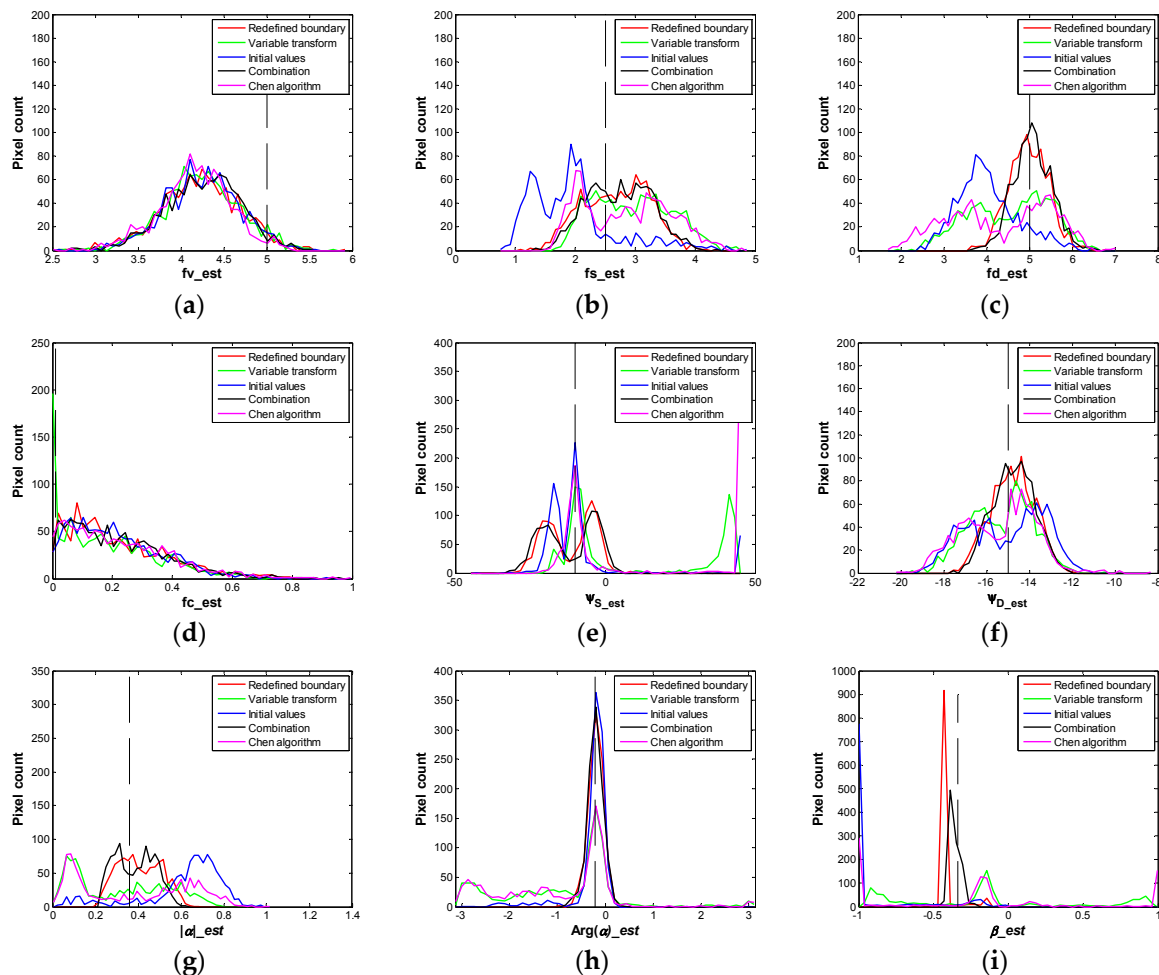 200
180
160
140
120
100
80
60
40
20
0
Pixel count
Redefined boundary
Variable transform
Initial values
Combination
Chen algorithm
2.5 3 3.5 4 4.5 5 5.5 6
fv_est
(a)
200
180
160
140
120
100
80
60
40
20
0
Pixel count
Redefined boundary
Variable transform
Initial values
Combination
Chen algorithm
0 1 2 3 4 5
fs_est
(b)
200
180
160
140
120
100
80
60
40
20
0
Pixel count
Redefined boundary
Variable transform
Initial values
Combination
Chen algorithm
1 2 3 4 5 6 7 8
fd_est
(c)
250
200
150
100
50
0
Pixel count
Redefined boundary
Variable transform
Initial values
Combination
Chen algorithm
0 0.2 0.4 0.6 0.8 1
fc_est
(d)
400
350
300
250
200
150
100
50
0
Pixel count
Redefined boundary
Variable transform
Initial values
Combination
Chen algorithm
-50 0 50
ΨS_est
(e)
200
180
160
140
120
100
80
60
40
20
0
Pixel count
Redefined boundary
Variable transform
Initial values
Combination
Chen algorithm
-22 -20 -18 -16 -14 -12 -10 -8
ΨD_est
(f)
350
300
250
200
150
100
50
0
Pixel count
Redefined boundary
Variable transform
Initial values
Combination
Chen algorithm
0 0.2 0.4 0.6 0.8 1 1.2 1.4
|α|_est
(g)
350
300
250
200
150
100
50
0
Pixel count
Redefined boundary
Variable transform
Initial values
Combination
Chen algorithm
-3 -2 -1 0 1 2 3
Arg(α)_est
(h)
1000
900
800
700
600
500
400
300
200
100
0
Pixel count
Redefined boundary
Variable transform
Initial values
Combination
Chen algorithm
-1 -0.5 0 0.5 1
β_est
(i)